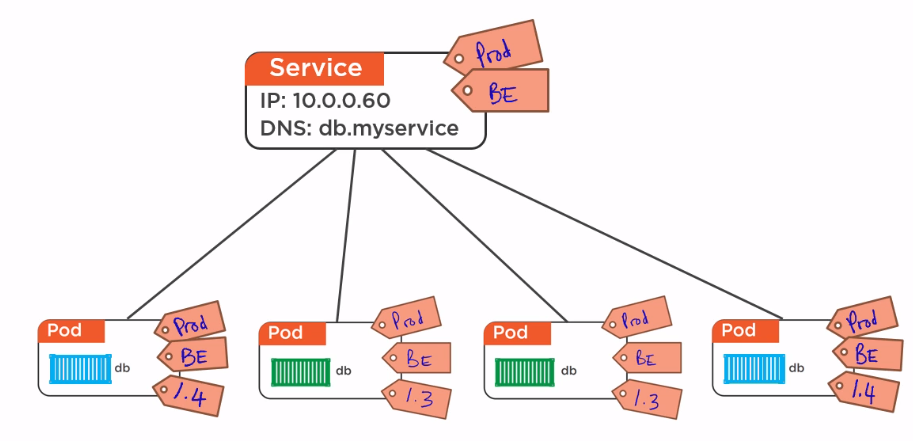 Service
Prod
BE
IP: 10.0.0.60
DNS: db.myservice
Pod
db
Prod
BE
1.4
Pod
db
Prod
BE
1.3
Pod
db
Prod
BE
1.3
Pod
db
Prod
BE
1.4